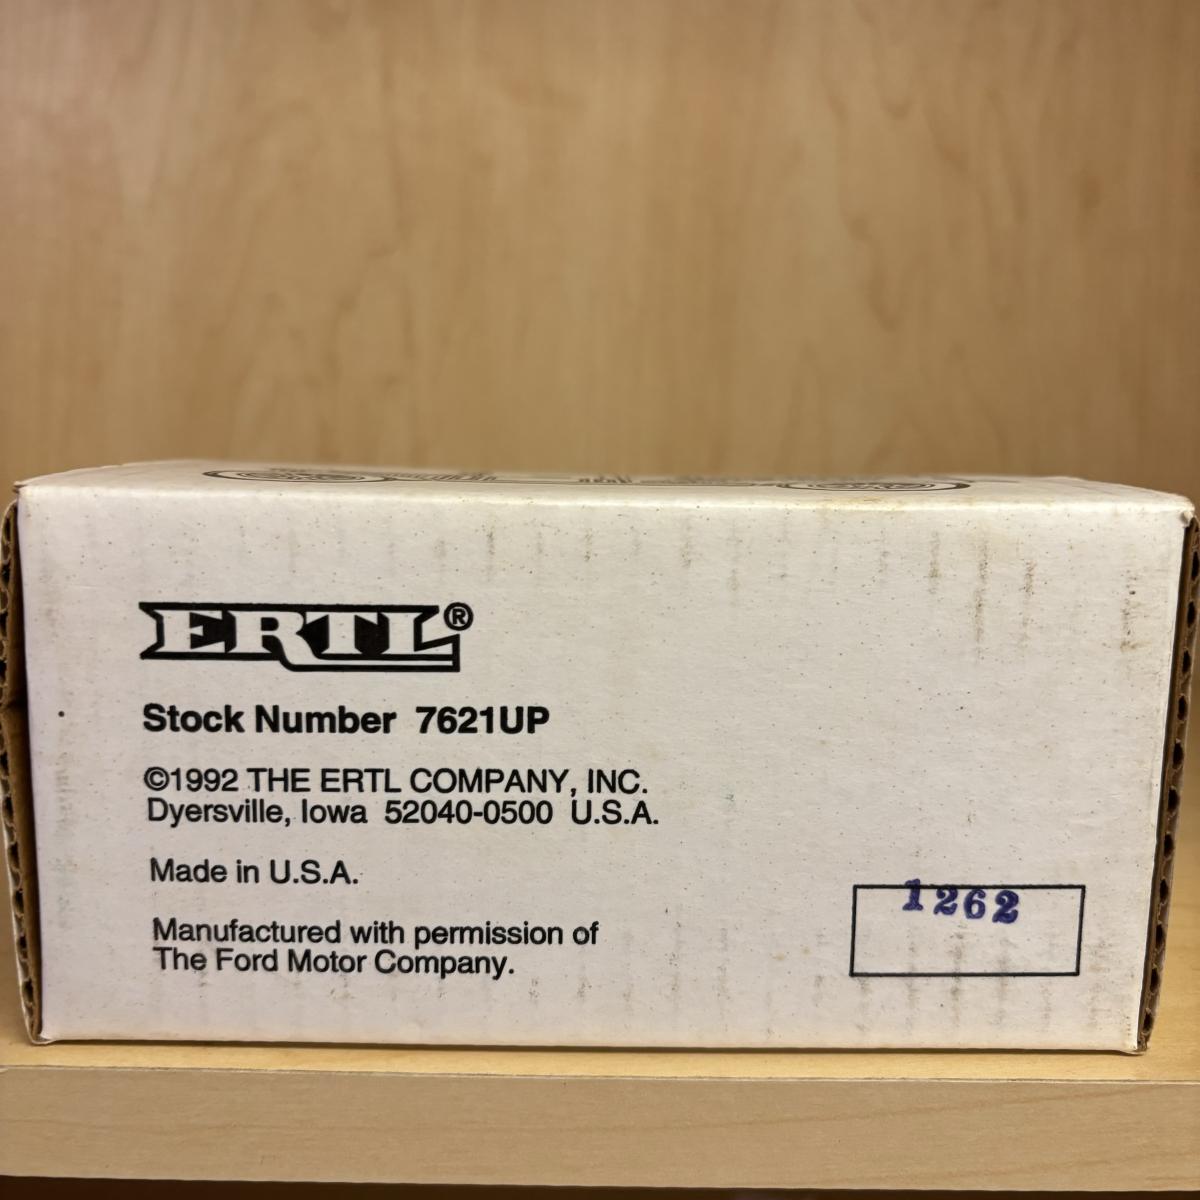 ERTL®
Stock Number 7621UP
©1992 THE ERTL COMPANY, INC.
Dyersville, Iowa 52040-0500 U.S.A.
Made in U.S.A.
1262
Manufactured with permission of
The Ford Motor Company.